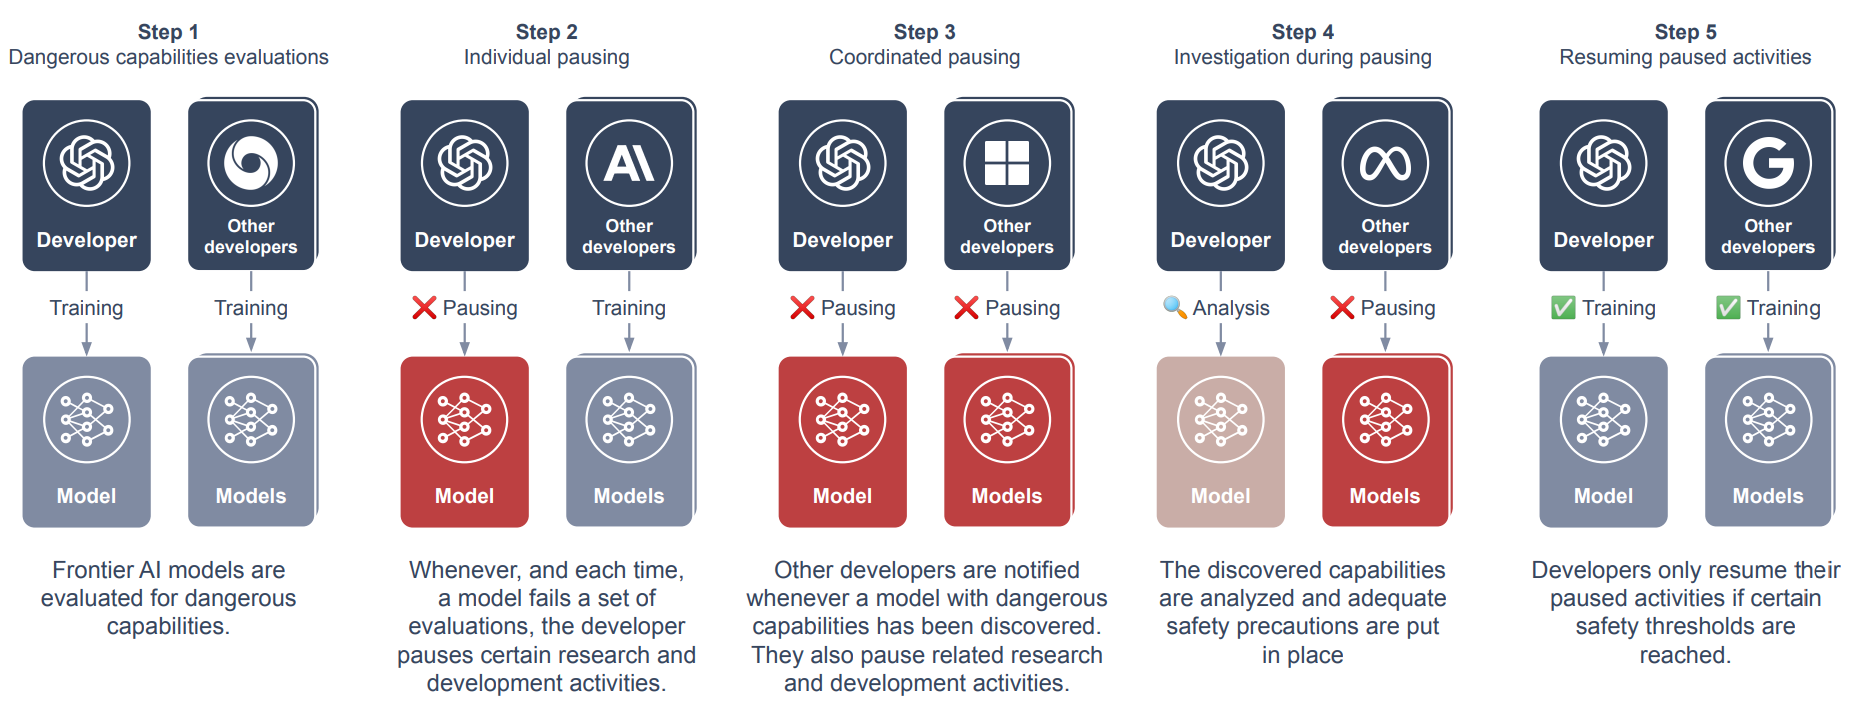 Step 1
Dangerous capabilities evaluations
Developer
Other
developers
Training
Training
Model
Models
Frontier AI models are
evaluated for dangerous
capabilities.
Step 2
Individual pausing
Developer
AI
Other
developers
❌ Pausing
Training
Model
Models
Whenever, and each time,
a model fails a set of
evaluations, the developer
pauses certain research and
development activities.
Step 3
Coordinated pausing
Developer
Other
developers
❌ Pausing
❌ Pausing
Model
Models
Other developers are notified
whenever a model with dangerous
capabilities has been discovered.
They also pause related research
and development activities.
Step 4
Investigation during pausing
Developer
Other
developers
🔍 Analysis
❌ Pausing
Model
Models
The discovered capabilities
are analyzed and adequate
safety precautions are put
in place
Step 5
Resuming paused activities
Developer
G
Other
developers
✅ Training
✅ Training
Model
Models
Developers only resume their
paused activities if certain
safety thresholds are
reached.